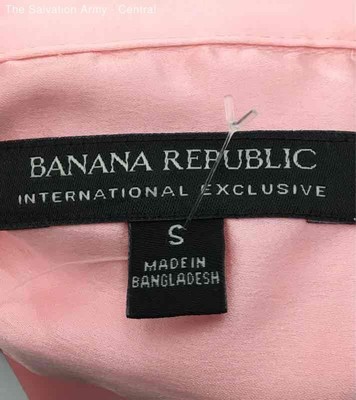 The Salvation Army - Central
BANANA REPUBLIC
INTERNATIONAL EXCLUSIVE
S
MADE IN
BANGLADESH